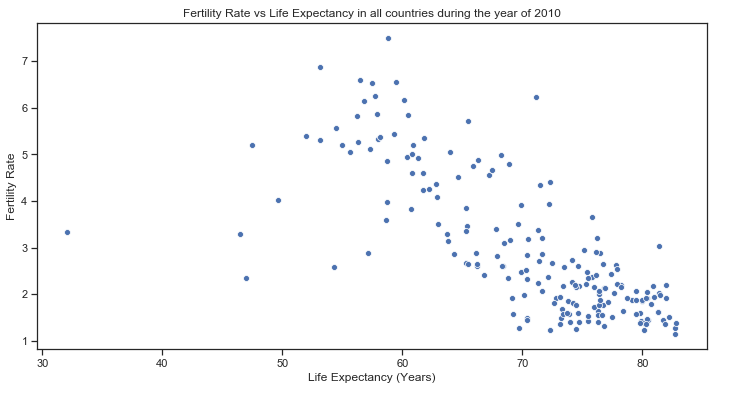 Fertility Rate vs Life Expectancy in all countries during the year of 2010
7
6
5
4
3
2
1
Fertility Rate
30 40 50 60 70 80
Life Expectancy (Years)